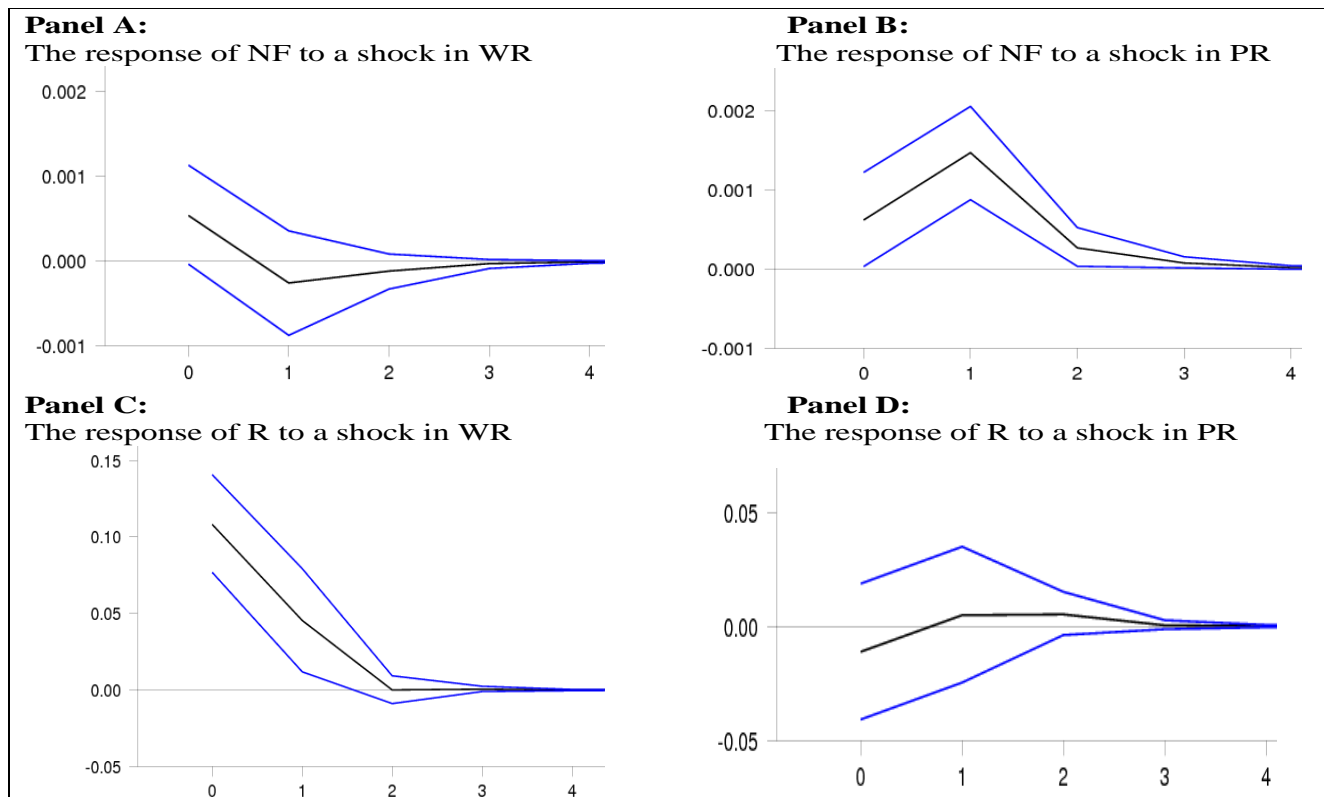 Panel A:
The response of NF to a shock in WR
0.002
0.001
0.000
-0.001
0 1 2 3 4
Panel B:
The response of NF to a shock in PR
0.002
0.001
0.000
-0.001
0 1 2 3 4
Panel C:
The response of R to a shock in WR
0.15
0.10
0.05
0.00
-0.05
0 1 2 3 4
Panel D:
The response of R to a shock in PR
0.05
0.00
-0.05
0 1 2 3 4